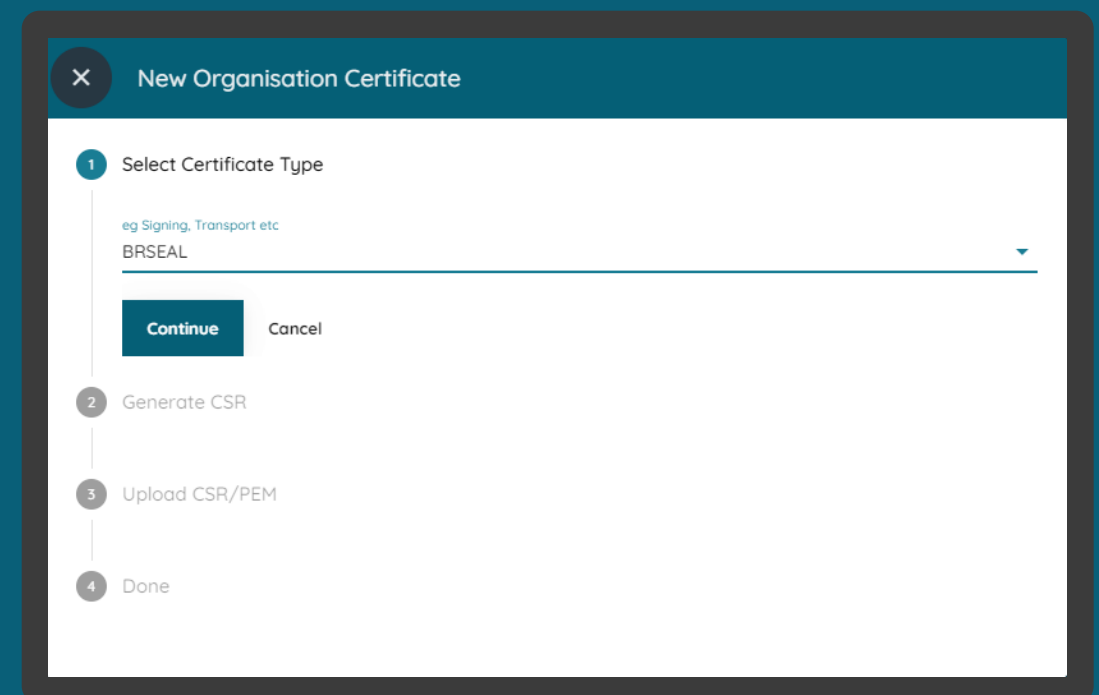 New Organisation Certificate
1 Select Certificate Type
eg Signing, Transport etc
BRSEAL
Continue Cancel
2 Generate CSR
3 Upload CSR/PEM
4 Done